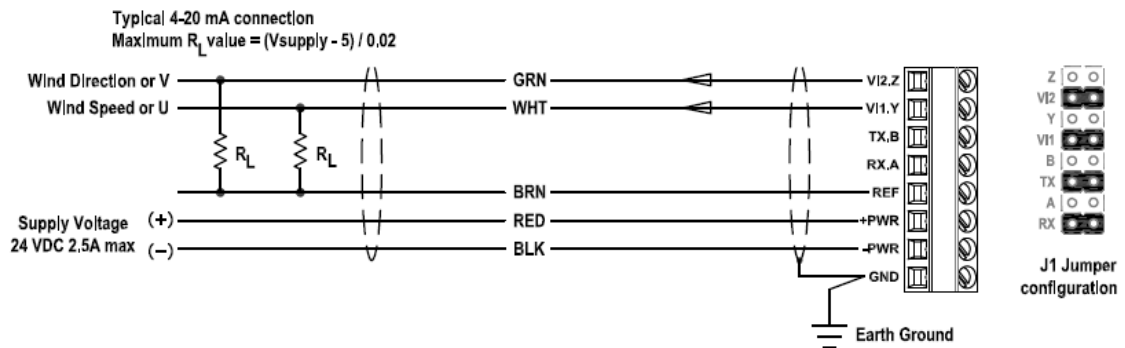 Typical 4-20 mA connection
Maximum RL value = (Vsupply - 5) / 0.02
Wind Direction or V
GRN
VI2,Z
Wind Speed or U
WHT
VI1,Y
TX,B
RL
RL
RX,A
BRN
REF
Supply Voltage
24 VDC 2.5A max
(+)
RED
+PWR
(–)
BLK
-PWR
GND
Earth Ground
Z
VI2
Y
VI1
B
TX
A
RX
J1 Jumper
configuration